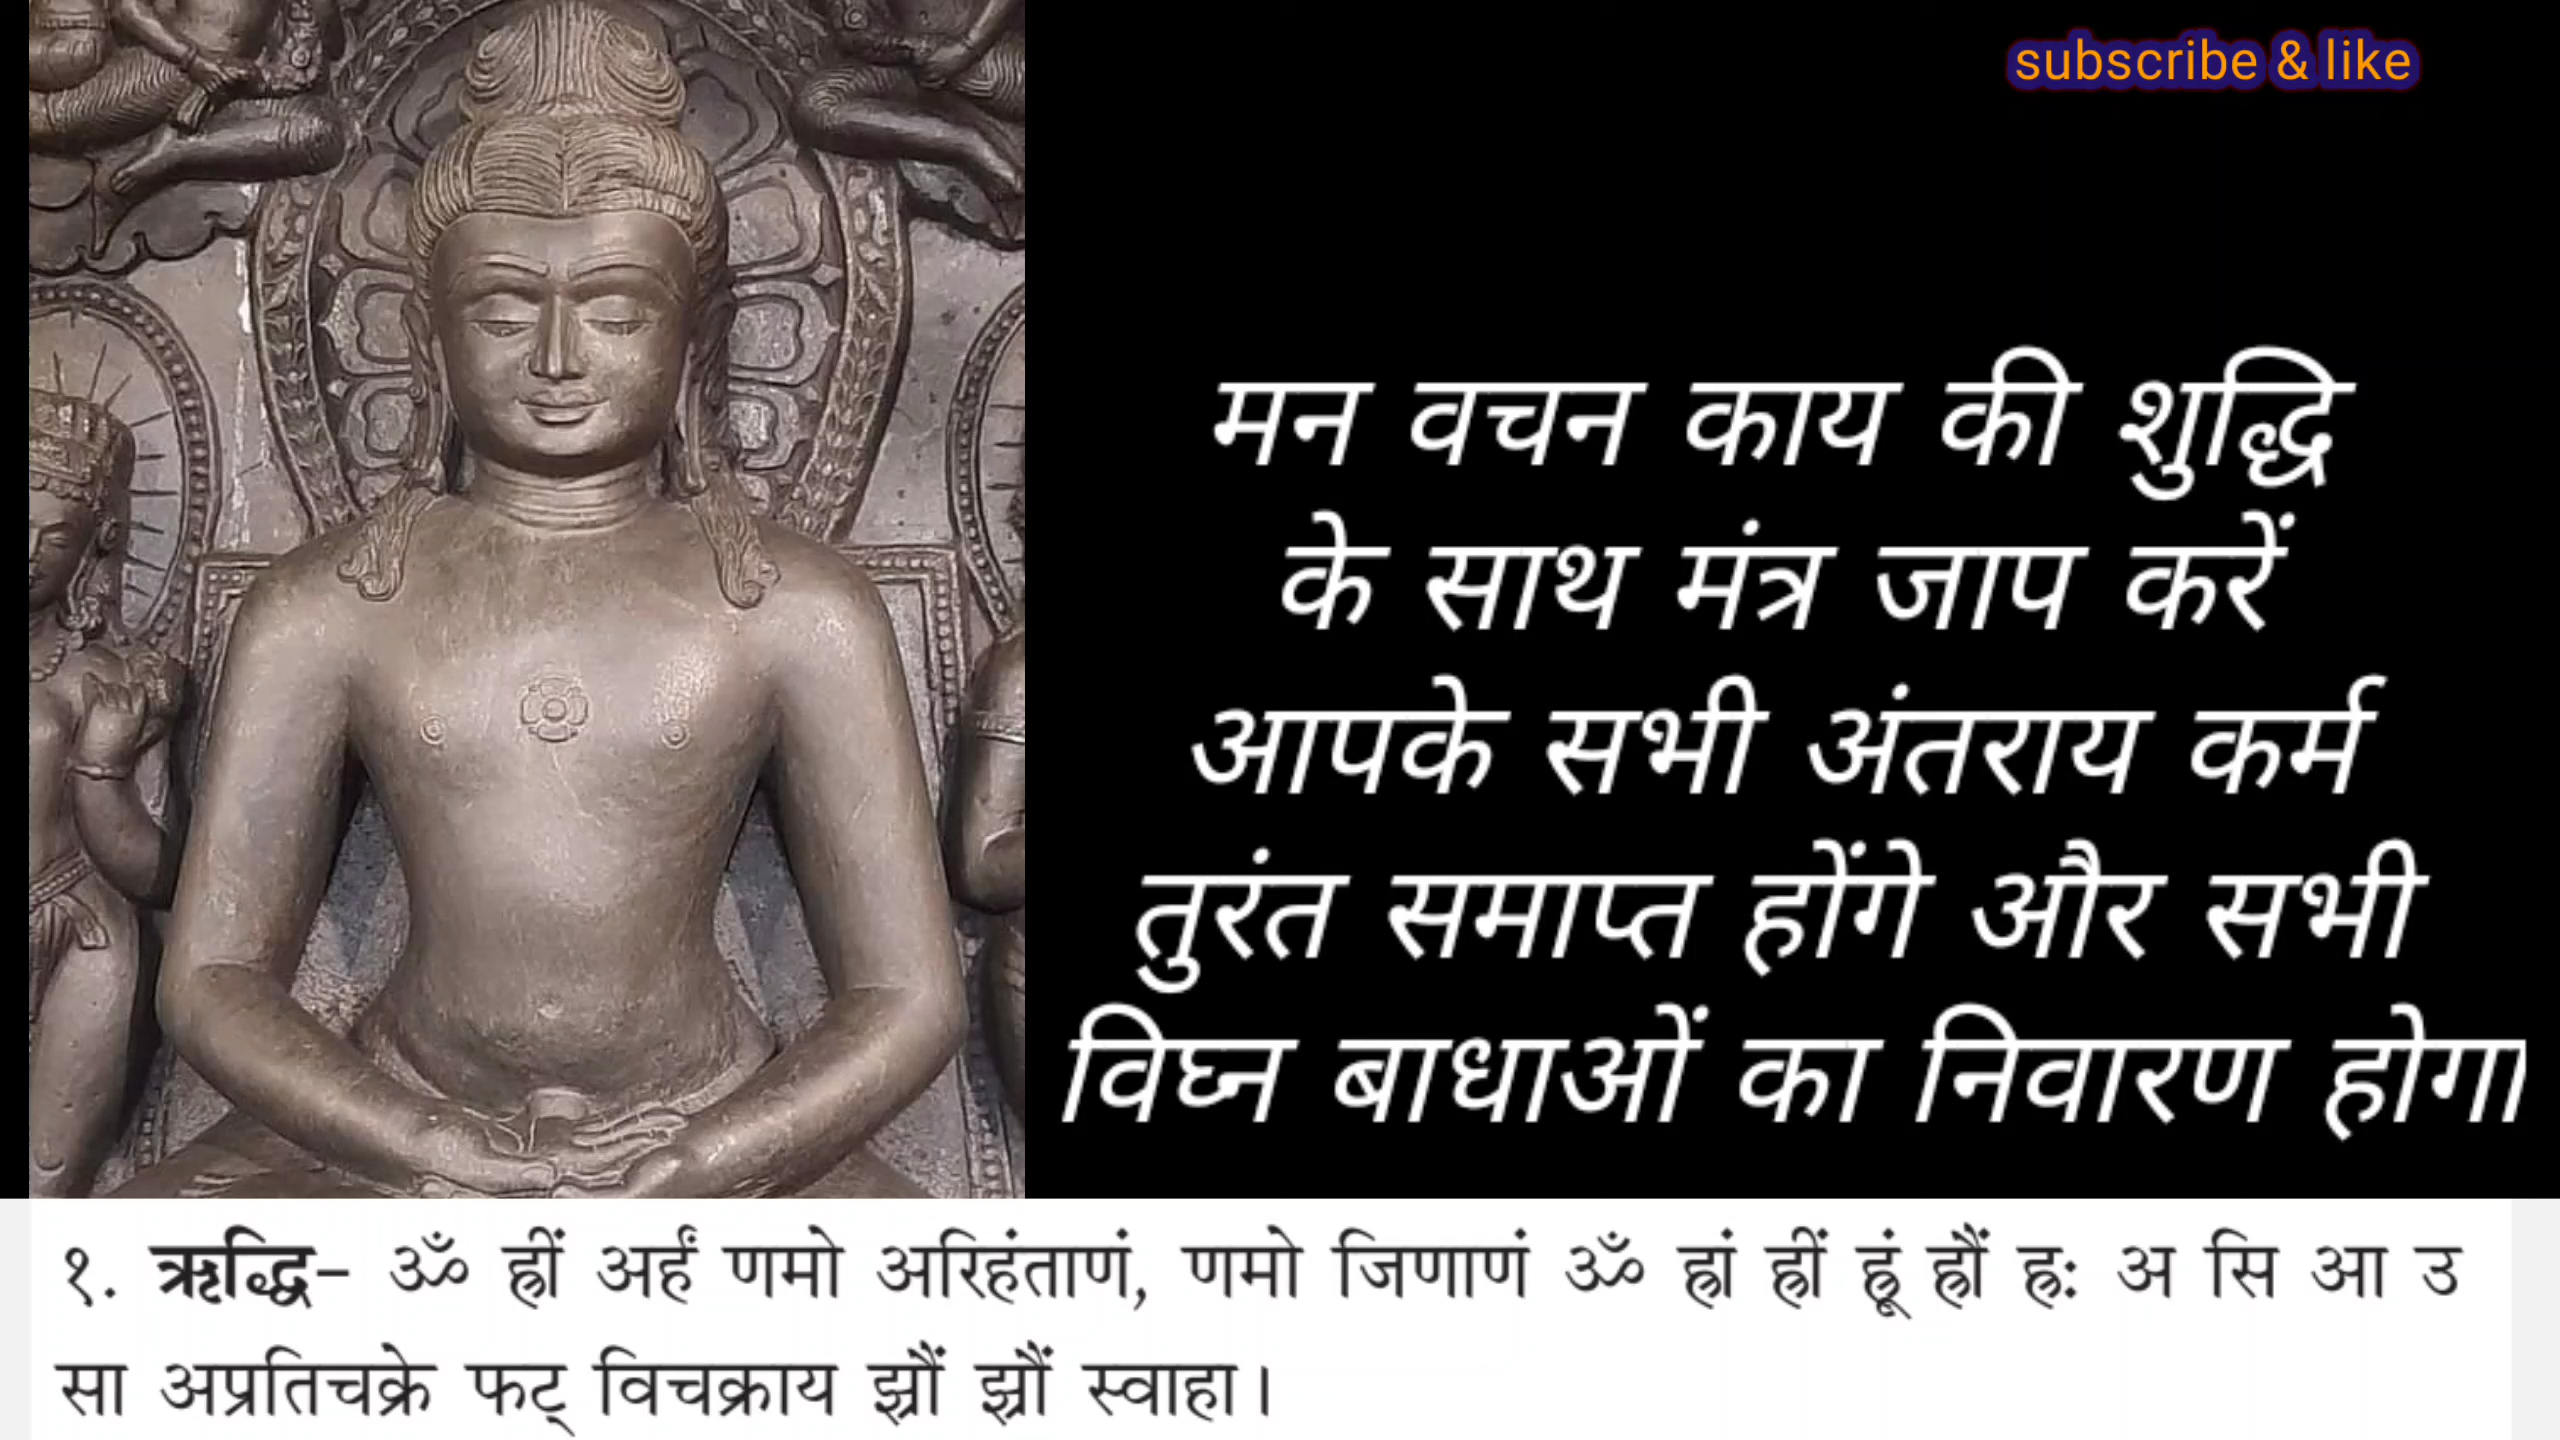 subscribe & like
मन वचन काय की शुद्धि
के साथ मंत्र जाप करें
आपके सभी अंतराय कर्म
तुरंत समाप्त होंगे और सभी
विघ्न बाधाओं का निवारण होगा
१. ऋद्धि– ॐ ह्रीं अर्हं णमो अरिहंताणं, णमो जिणाणं ॐ ह्रां ह्रीं ह्रूं ह्रौं ह्रः अ सि आ उ
सा अप्रतिचक्रे फट् विचक्राय झ्रौं झ्रौं स्वाहा।